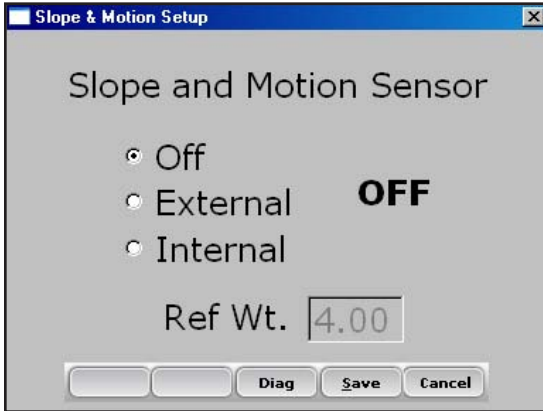 Slope & Motion Setup
Slope and Motion Sensor
Off
External
OFF
Internal
Ref Wt. 4.00
Diag Save Cancel